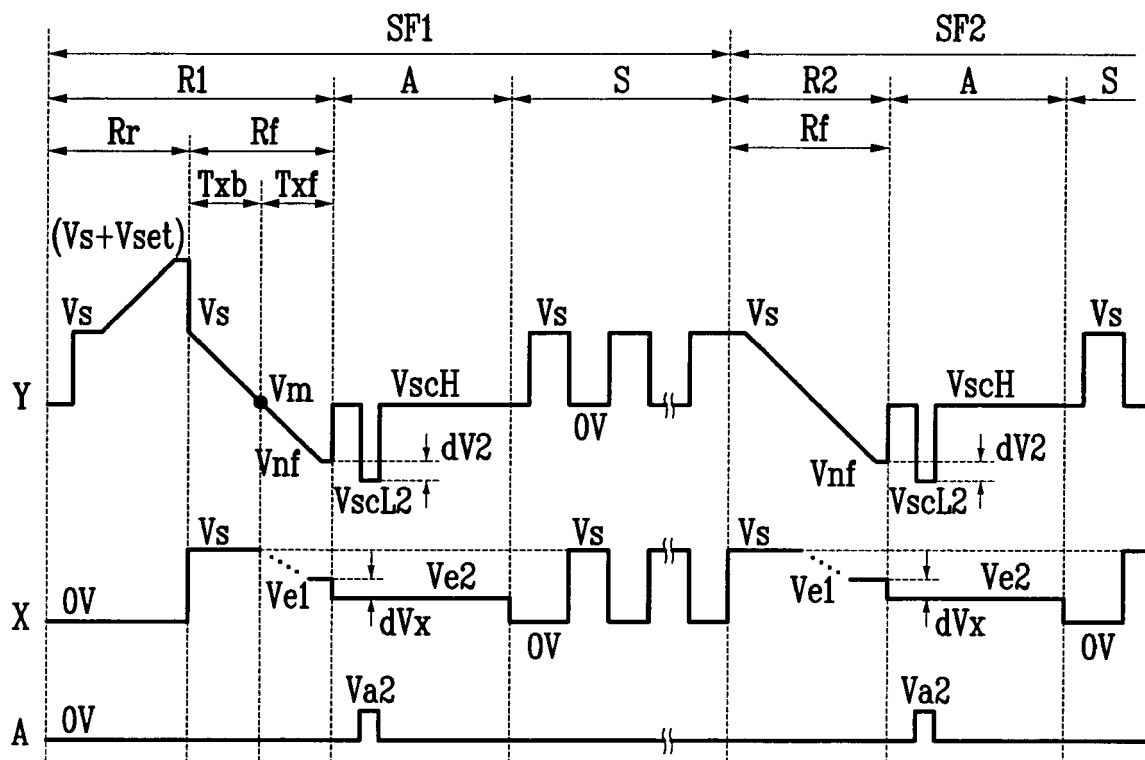 SF1 SF2
R1 A S R2 A S
Rr Rf Rf
Txb Txf
(Vs+Vset)
Vs Vs Vs Vs Vs
Y Vm VscH 0V VscH
Vnf dV2 Vnf dV2
VscL2 VscL2
Vs Vs Vs
Ve1 Ve2 Ve1 Ve2
X 0V dVx 0V dVx 0V
Va2 Va2
A 0V